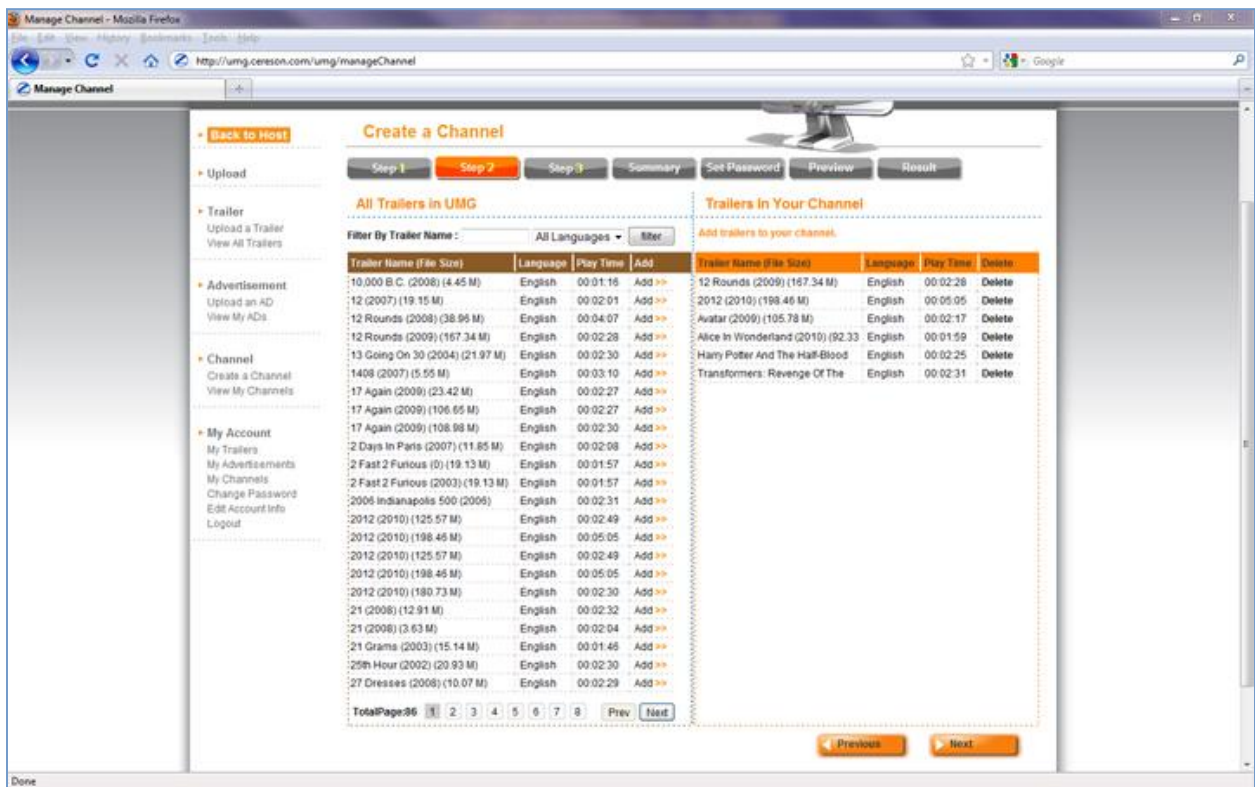 Manage Channel - Mozilla Firefox
File Edit View History Bookmarks Tools Help
http://umg.cereson.com/umg/manageChannel
Google
Manage Channel
Back to Host
Upload
Trailer
Upload a Trailer
View All Trailers
Advertisement
Upload an AD
View My ADs
Channel
Create a Channel
View My Channels
My Account
My Trailers
My Advertisements
My Channels
Change Password
Edit Account Info
Logout
Create a Channel
Step 1 Step 2 Step 3 Summary Set Password Preview Result
All Trailers in UMG
Filter By Trailer Name : All Languages filter
Trailer Name (File Size) Language Play Time Add
10,000 B.C. (2008) (4.45 M) English 00:01:16 Add >>
12 (2007) (19.15 M) English 00:02:01 Add >>
12 Rounds (2008) (38.96 M) English 00:04:07 Add >>
12 Rounds (2009) (167.34 M) English 00:02:28 Add >>
13 Going On 30 (2004) (21.97 M) English 00:02:30 Add >>
1408 (2007) (5.55 M) English 00:03:10 Add >>
17 Again (2009) (23.42 M) English 00:02:27 Add >>
17 Again (2009) (106.65 M) English 00:02:27 Add >>
17 Again (2009) (108.98 M) English 00:02:30 Add >>
2 Days In Paris (2007) (11.85 M) English 00:02:08 Add >>
2 Fast 2 Furious (0) (19.13 M) English 00:01:57 Add >>
2 Fast 2 Furious (2003) (19.13 M) English 00:01:57 Add >>
2006 Indianapolis 500 (2006) English 00:02:31 Add >>
2012 (2010) (125.57 M) English 00:02:49 Add >>
2012 (2010) (198.46 M) English 00:05:05 Add >>
2012 (2010) (125.57 M) English 00:02:49 Add >>
2012 (2010) (198.46 M) English 00:05:05 Add >>
2012 (2010) (180.73 M) English 00:02:30 Add >>
21 (2008) (12.91 M) English 00:02:32 Add >>
21 (2008) (3.63 M) English 00:02:04 Add >>
21 Grams (2003) (15.14 M) English 00:01:46 Add >>
25th Hour (2002) (20.93 M) English 00:02:30 Add >>
27 Dresses (2008) (10.07 M) English 00:02:29 Add >>
TotalPage:86 1 2 3 4 5 6 7 8 Prev Next
Trailers In Your Channel
Add trailers to your channel.
Trailer Name (File Size) Language Play Time Delete
12 Rounds (2009) (167.34 M) English 00:02:28 Delete
2012 (2010) (198.46 M) English 00:05:05 Delete
Avatar (2009) (105.78 M) English 00:02:17 Delete
Alice In Wonderland (2010) (92.33 English 00:01:59 Delete
Harry Potter And The Half-Blood English 00:02:25 Delete
Transformers: Revenge Of The English 00:02:31 Delete
Previous Next
Done